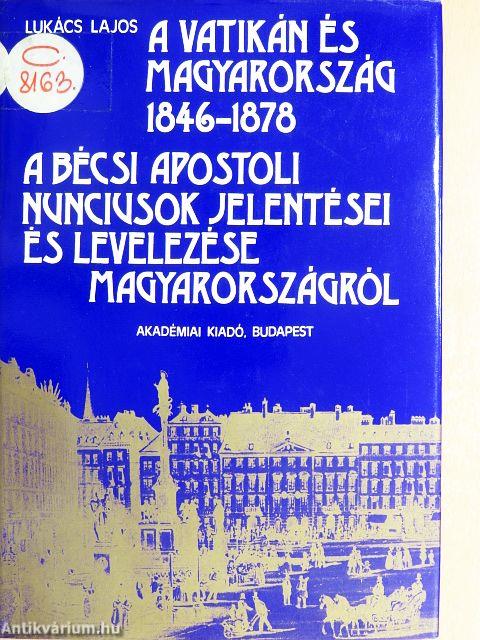 LUKÁCS LAJOS
A VATIKÁN ÉS
MAGYARORSZÁG
1846–1878
C.
8163.
A BÉCSI APOSTOLI
NUNCIUSOK JELENTÉSEI
ÉS LEVELEZÉSE
MAGYARORSZÁGRÓL
AKADÉMIAI KIADÓ, BUDAPEST
Antikvárium.hu